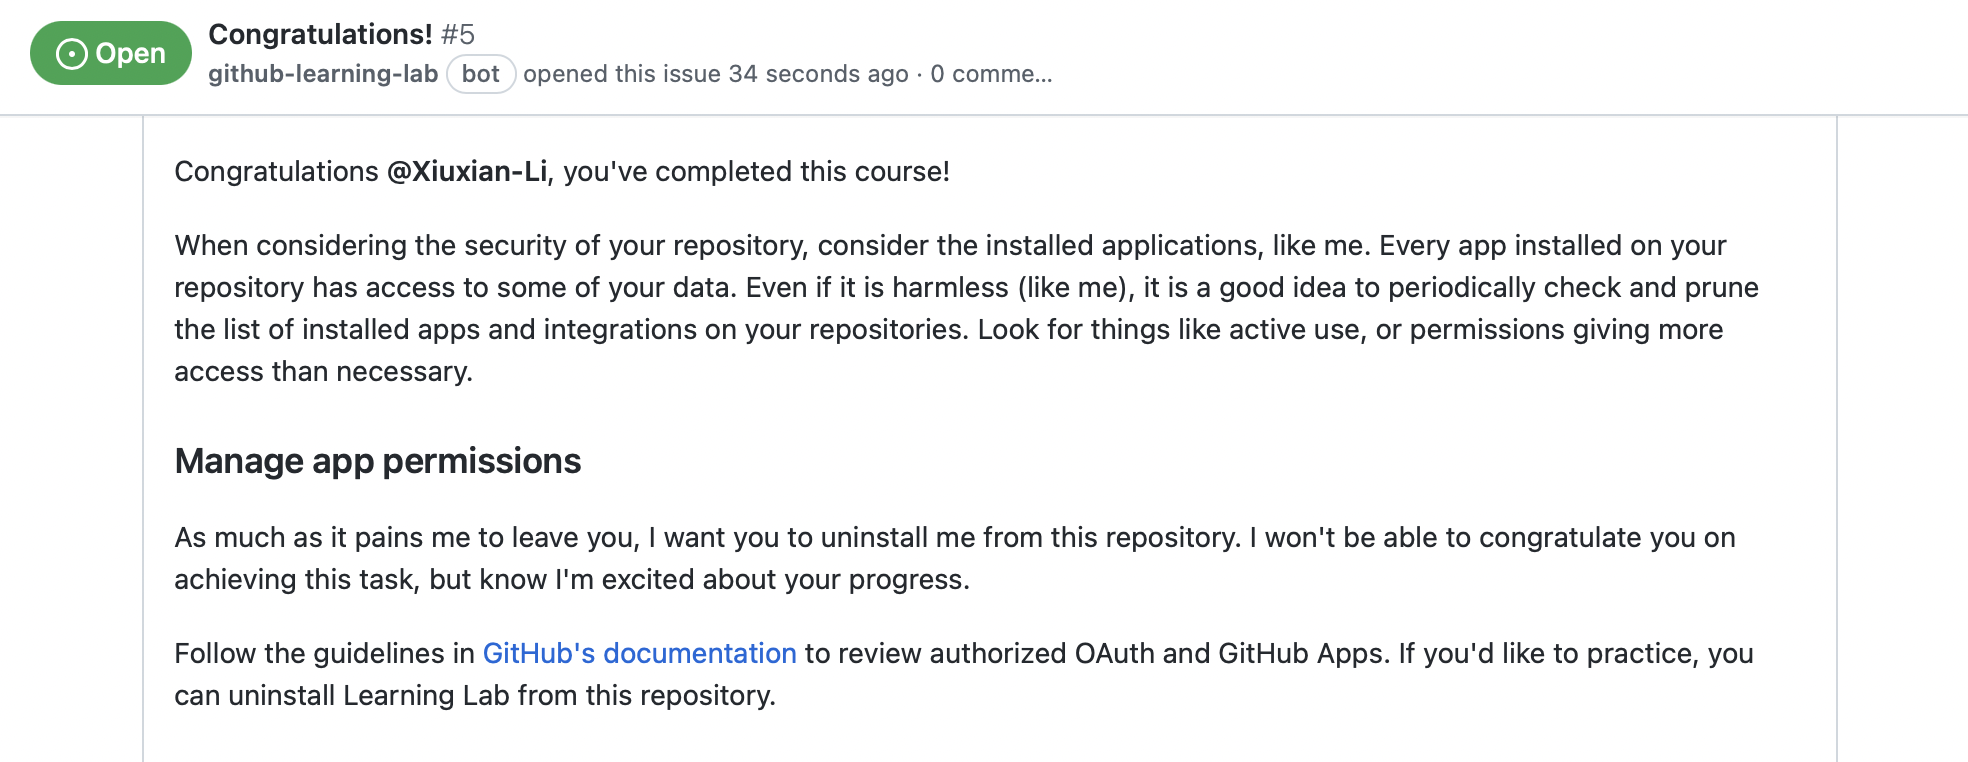 Open
Congratulations! #5
github-learning-lab bot opened this issue 34 seconds ago · 0 comme...
Congratulations @Xiuxian-Li, you've completed this course!
When considering the security of your repository, consider the installed applications, like me. Every app installed on your
repository has access to some of your data. Even if it is harmless (like me), it is a good idea to periodically check and prune
the list of installed apps and integrations on your repositories. Look for things like active use, or permissions giving more
access than necessary.
Manage app permissions
As much as it pains me to leave you, I want you to uninstall me from this repository. I won't be able to congratulate you on
achieving this task, but know I'm excited about your progress.
Follow the guidelines in GitHub's documentation to review authorized OAuth and GitHub Apps. If you'd like to practice, you
can uninstall Learning Lab from this repository.